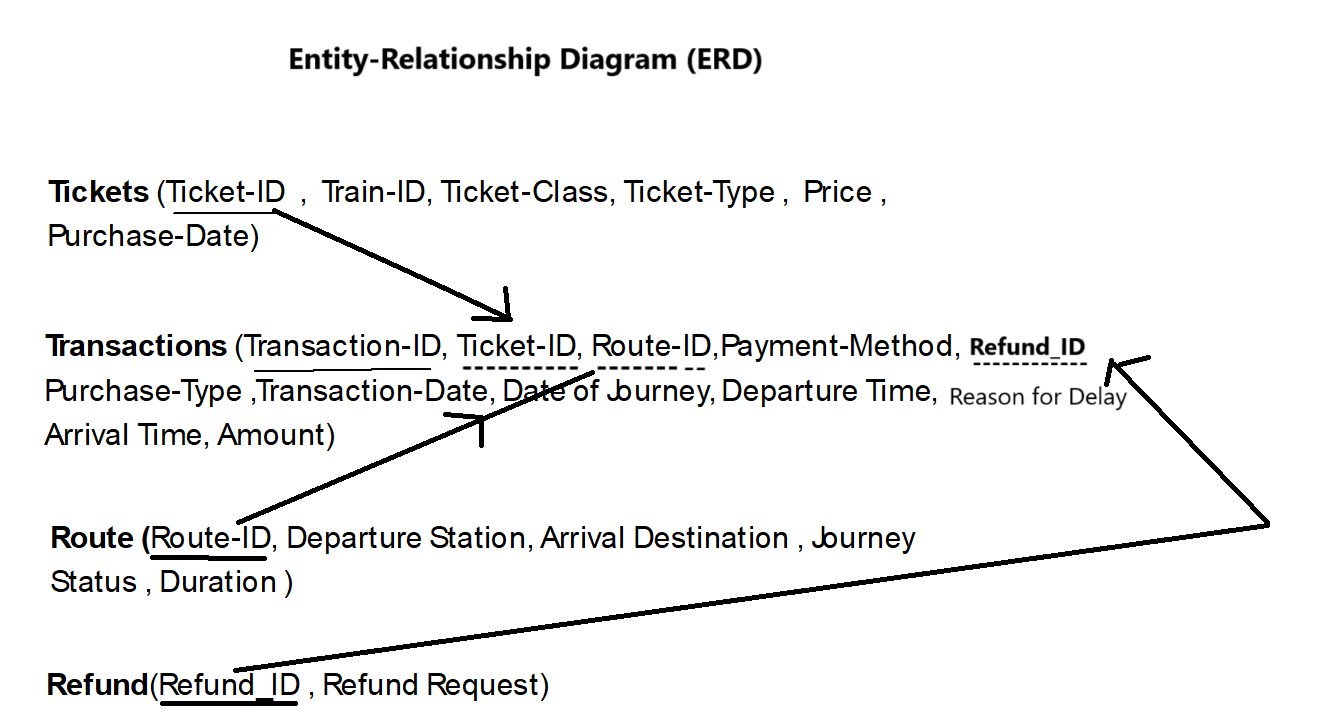 Entity-Relationship Diagram (ERD)
Tickets (Ticket-ID , Train-ID, Ticket-Class, Ticket-Type , Price ,
Purchase-Date)
Transactions (Transaction-ID, Ticket-ID, Route-ID,Payment-Method, Refund_ID
Purchase-Type ,Transaction-Date, Date of Journey, Departure Time, Reason for Delay
Arrival Time, Amount)
Route (Route-ID, Departure Station, Arrival Destination , Journey
Status , Duration )
Refund(Refund_ID , Refund Request)